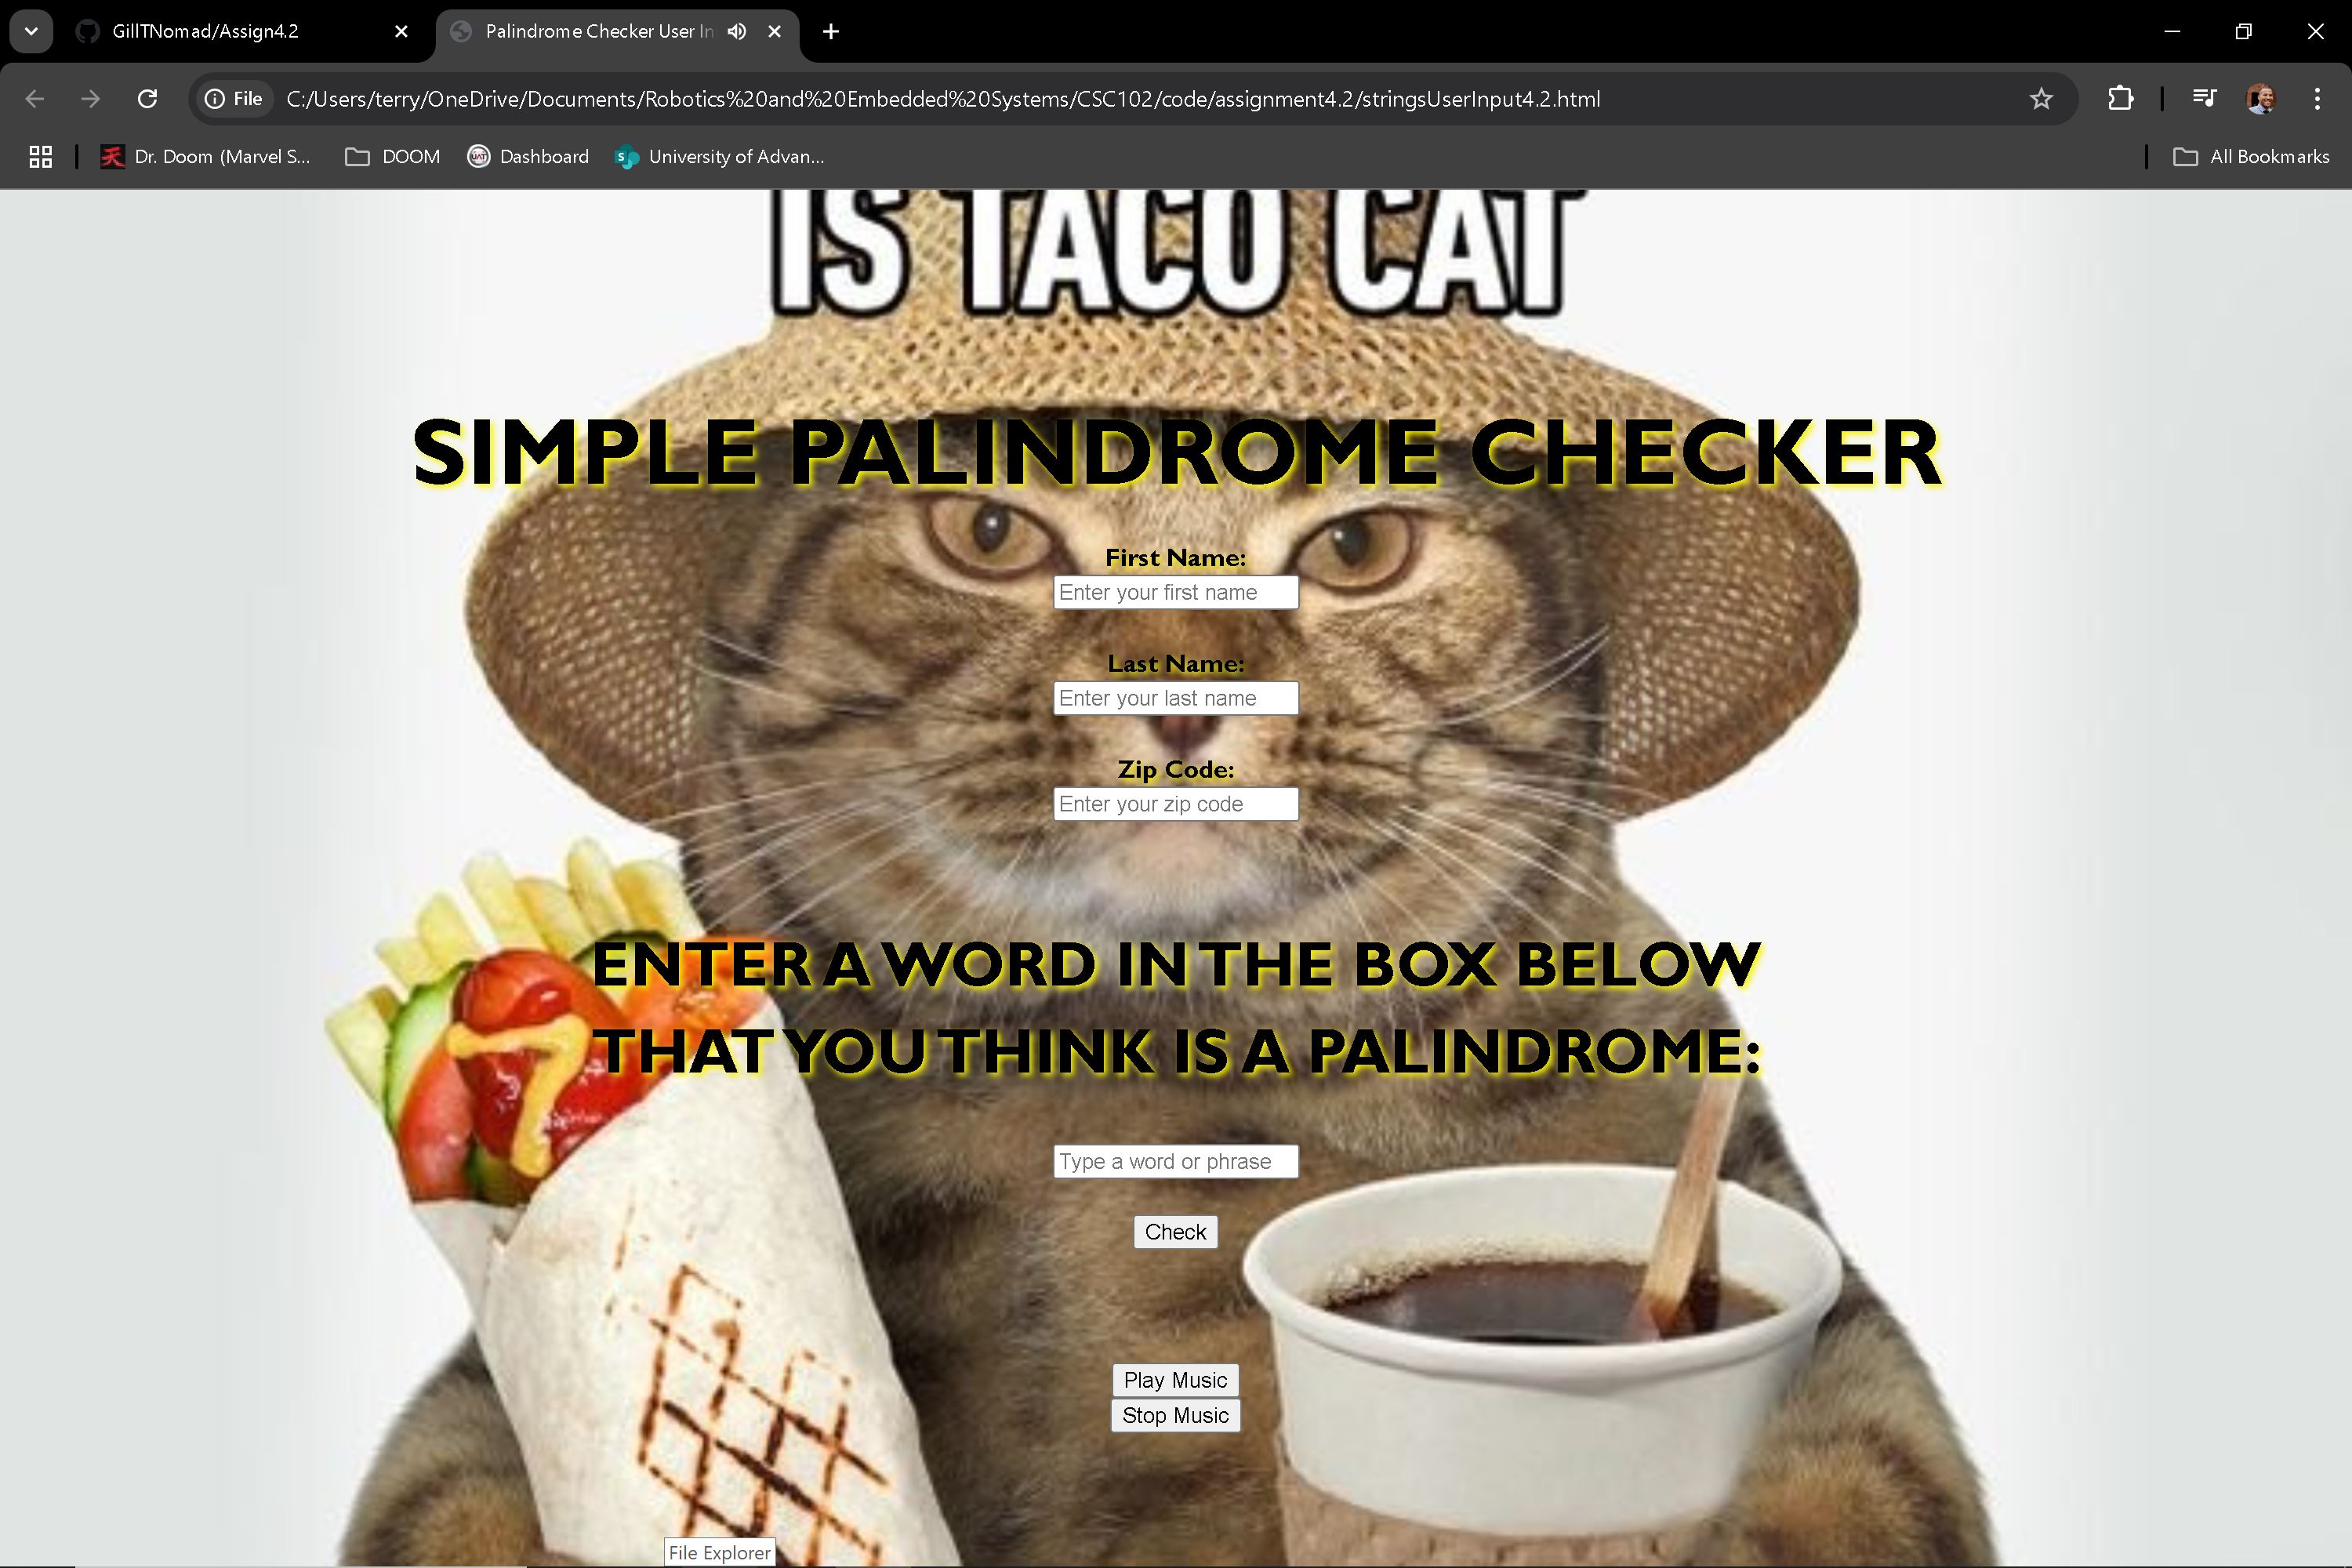 GillTNomad/Assign4.2
Palindrome Checker User In
File
C:/Users/terry/OneDrive/Documents/Robotics%20and%20Embedded%20Systems/CSC102/code/assignment4.2/stringsUserInput4.2.html
Dr. Doom (Marvel S...
DOOM
Dashboard
University of Advan...
All Bookmarks
IS TACO CAT
SIMPLE PALINDROME CHECKER
First Name:
Enter your first name
Last Name:
Enter your last name
Zip Code:
Enter your zip code
ENTER A WORD IN THE BOX BELOW
THAT YOU THINK IS A PALINDROME:
Type a word or phrase
Check
Play Music
Stop Music
File Explorer